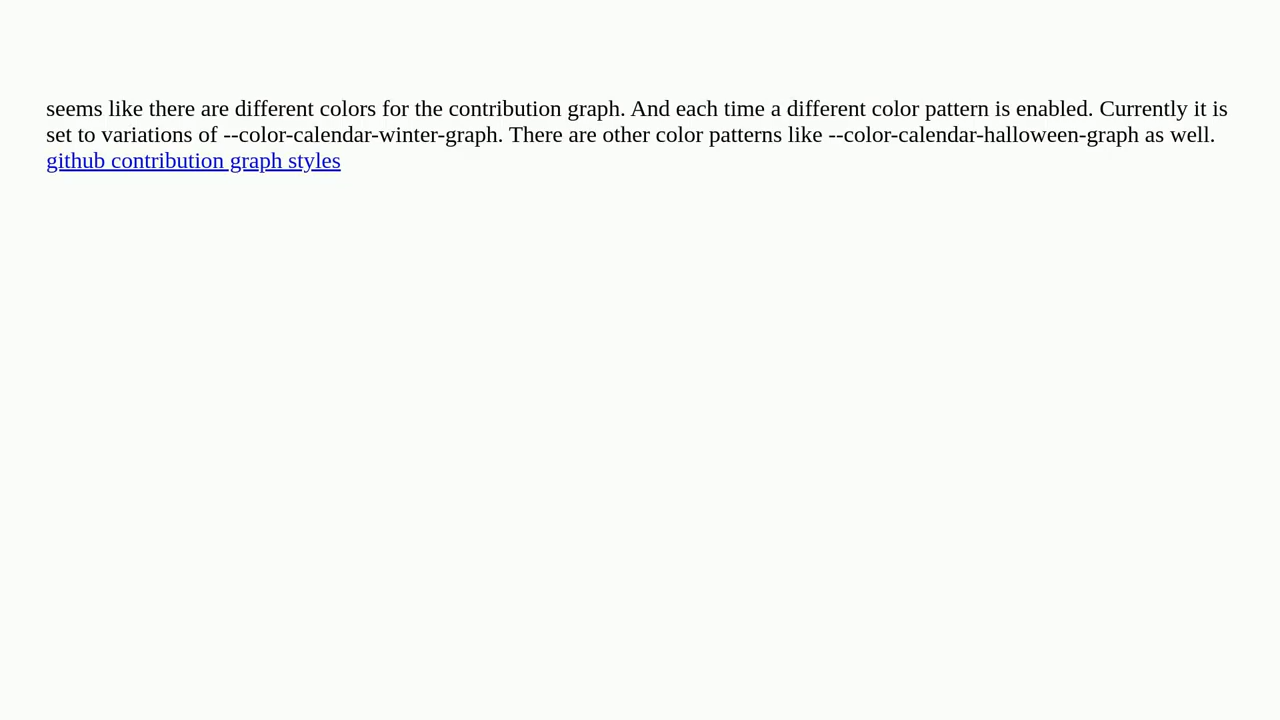 seems like there are different colors for the contribution graph. And each time a different color pattern is enabled. Currently it is
set to variations of --color-calendar-winter-graph. There are other color patterns like --color-calendar-halloween-graph as well.
github contribution graph styles